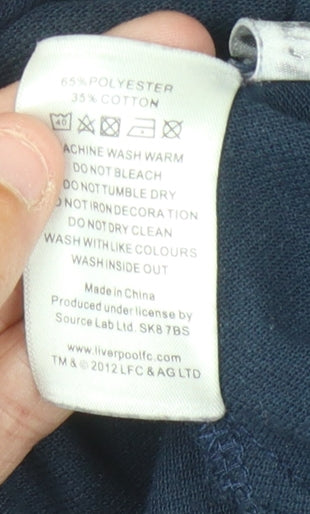 65% POLYESTER
35% COTTON
40
ACHINE WASH WARM
DO NOT BLEACH
DO NOT TUMBLE DRY
NOT IRON DECORATION
DO NOT DRY CLEAN
WASH WITH LIKE COLOURS
WASH INSIDE OUT
Made in China
Produced under license by
Source Lab Ltd. SK8 7BS
www.liverpoolfc.com
TM & © 2012 LFC & AG LTD